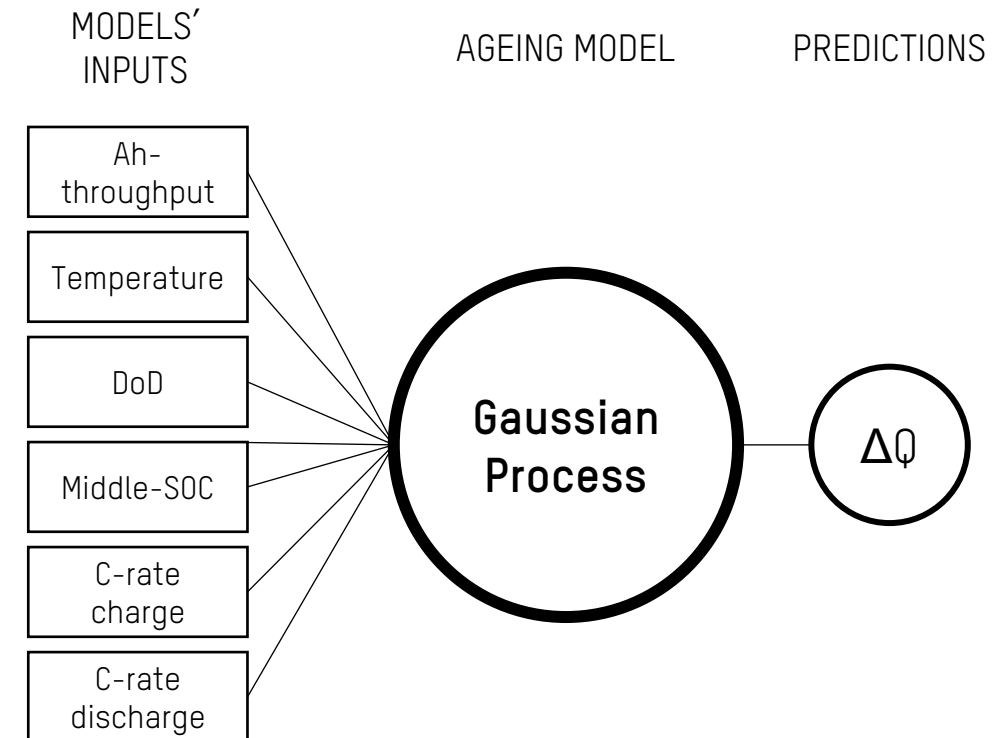 MODELS´
INPUTS
AGEING MODEL
PREDICTIONS
Ah-
throughput
Temperature
DoD
Middle-SOC
C-rate
charge
C-rate
discharge
Gaussian
Process
ΔQ